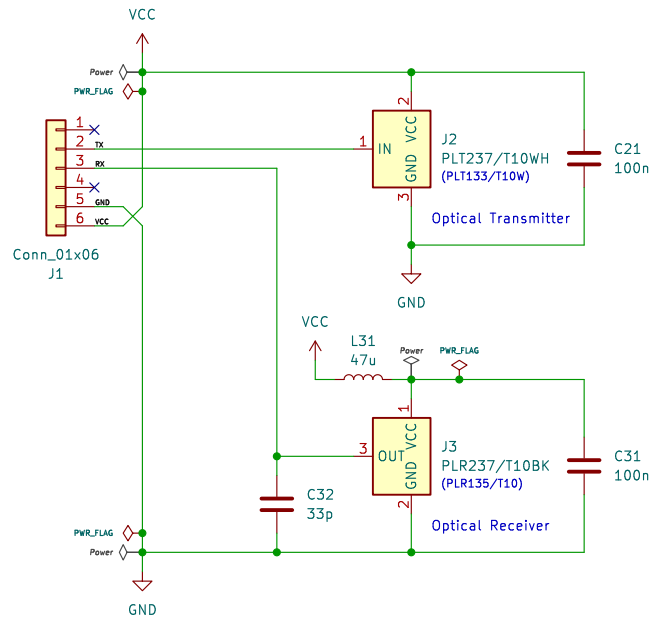 VCC
Power
PWR_FLAG
1
2
TX
3
RX
4
5
GND
6
VCC
Conn_01x06
J1
2
VCC
1
IN
GND
3
J2
PLT237/T10WH
(PLT133/T10W)
Optical Transmitter
C21
100n
GND
VCC
L31
47u
Power
PWR_FLAG
1
VCC
3
OUT
GND
2
J3
PLR237/T10BK
(PLR135/T10)
Optical Receiver
C31
100n
C32
33p
PWR_FLAG
Power
GND